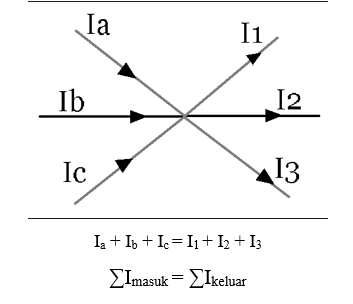 Ia
I1
Ib
I2
Ic
I3
Ia + Ib + Ic = I1 + I2 + I3
∑Imasuk = ∑Ikeluar